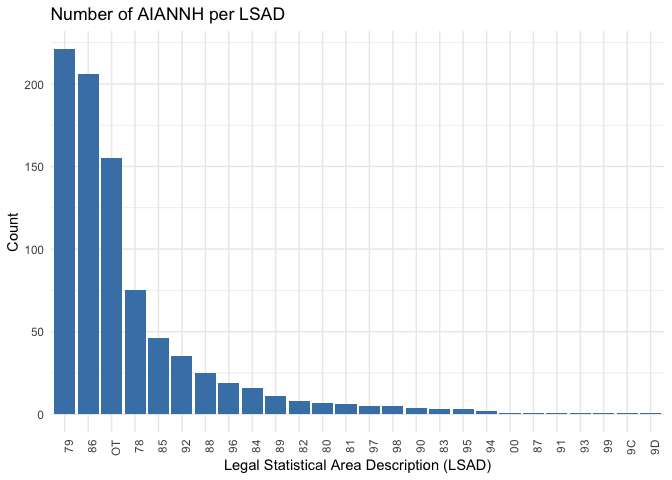 Number of AIANNH per LSAD
Count
200
150
100
50
0
79 86 OT 78 85 92 88 96 84 89 82 80 81 97 98 90 83 95 94 00 87 91 93 99 9C 9D
Legal Statistical Area Description (LSAD)